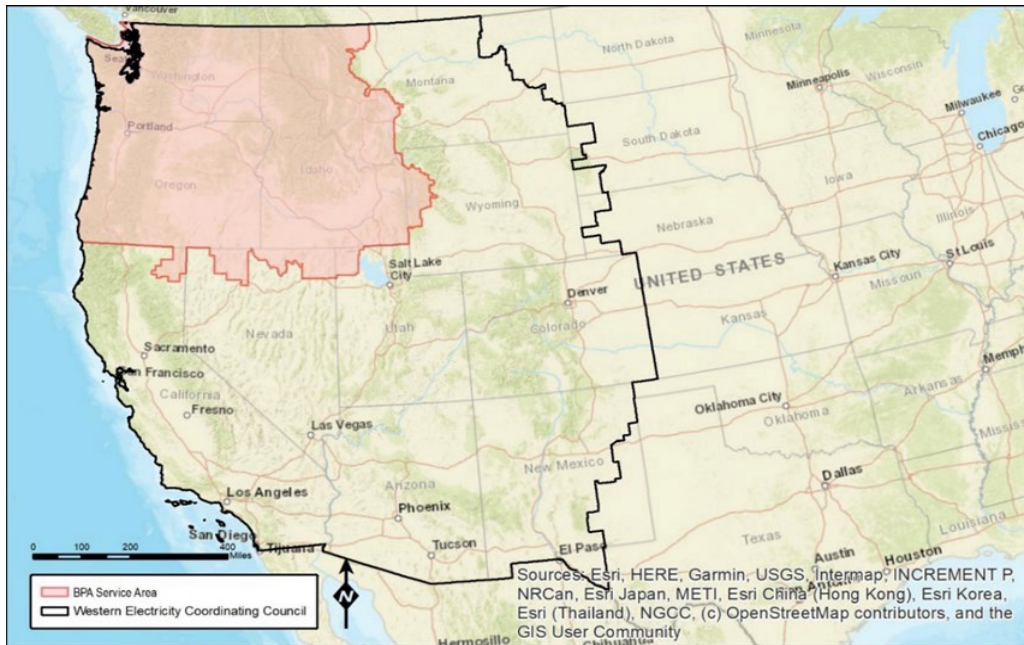 Vancouver
North Dakota
Minnesota
Seat
Washington
Montana
Minneapolis
Wisconsin
Milwaukee
Portland
South Dakota
Chicago
Oregon
Idaho
Wyoming
Iowa
Nebraska
Illinois
Salt Lake
City
UNITED STATES
Kansas City
St Louis
Missouri
Denver
Nevada
Utah
Colorado
Kansas
Sacramento
San Francisco
Memph
California
Fresno
Oklahoma City
Oklahoma
Arkansas
Las Vegas
Mississ
New Mexico
Arizona
Dallas
Los Angeles
Phoenix
Texas
Louisiana
San Diego
Tijuana
Tucson
El Paso
Austin
Houston
0 100 200 400
Miles
N
BPA Service Area
Western Electricity Coordinating Council
Sources: Esri, HERE, Garmin, USGS, Intermap, INCREMENT P,
NRCan, Esri Japan, METI, Esri China (Hong Kong), Esri Korea,
Esri (Thailand), NGCC, (c) OpenStreetMap contributors, and the
GIS User Community
Hermosillo
Chihuahua